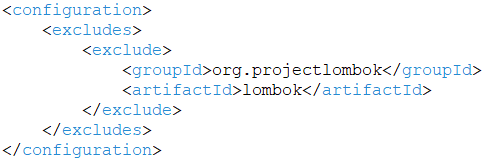 <configuration>
    <excludes>
        <exclude>
            <groupId>org.projectlombok</groupId>
            <artifactId>lombok</artifactId>
        </exclude>
    </excludes>
</configuration>